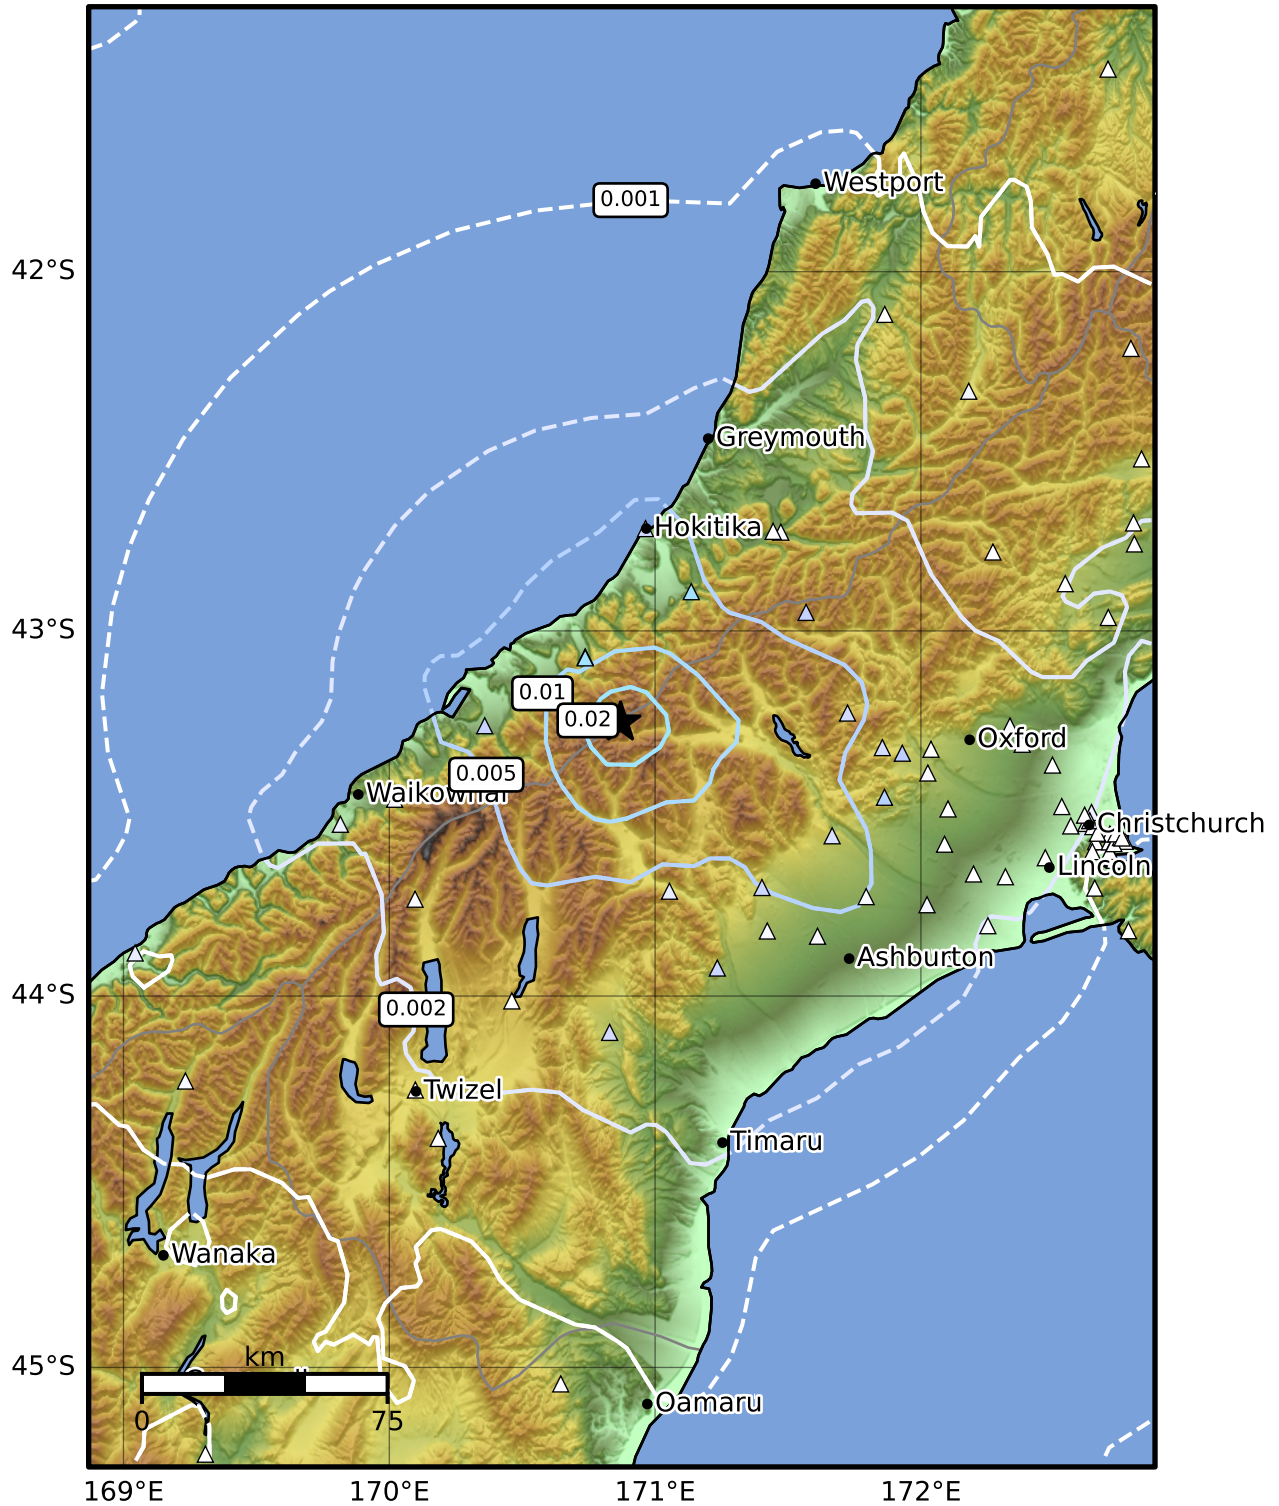 0.001
Westport
42°S
Greymouth
Hokitika
43°S
0.01
0.02
Oxford
0.005
Christchurch
Lincoln
Ashburton
44°S
0.002
Twizel
Timaru
Wanaka
km
45°S
Oamaru
0
75
169°E
170°E
171°E
172°E